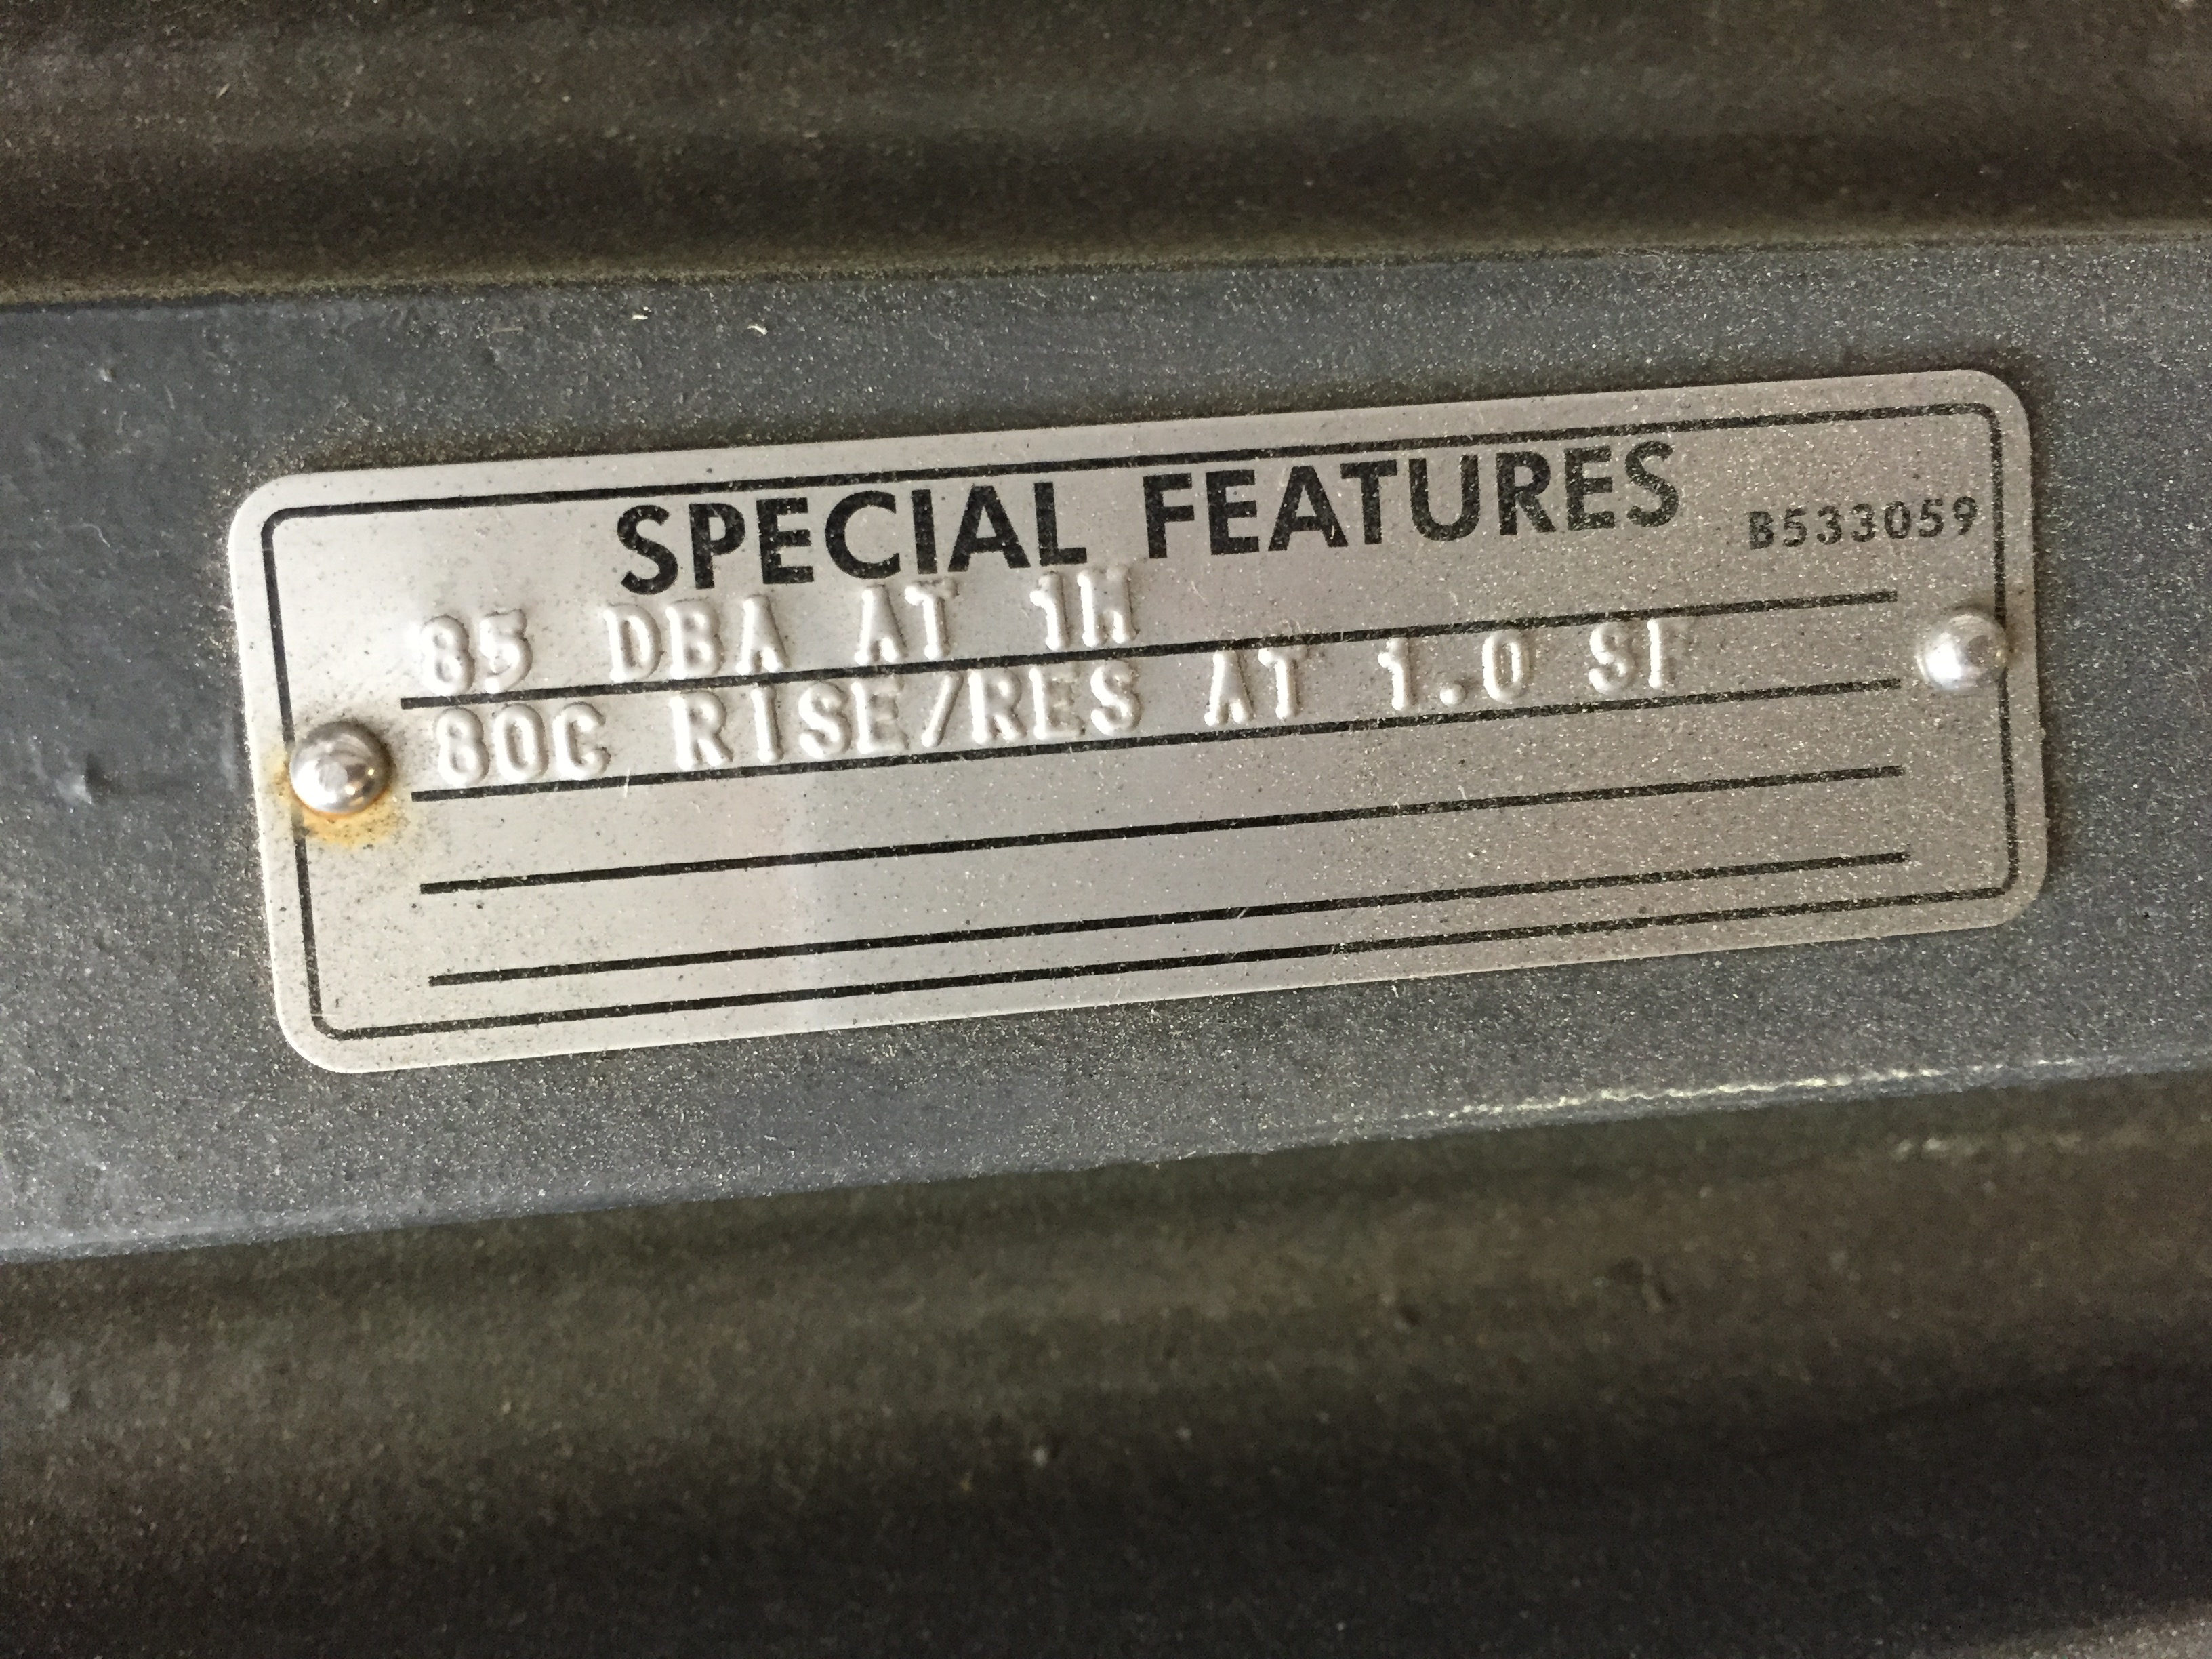 SPECIAL FEATURES B533059
85 DBA AT 1M
80C RISE/RES AT 1.0 SF